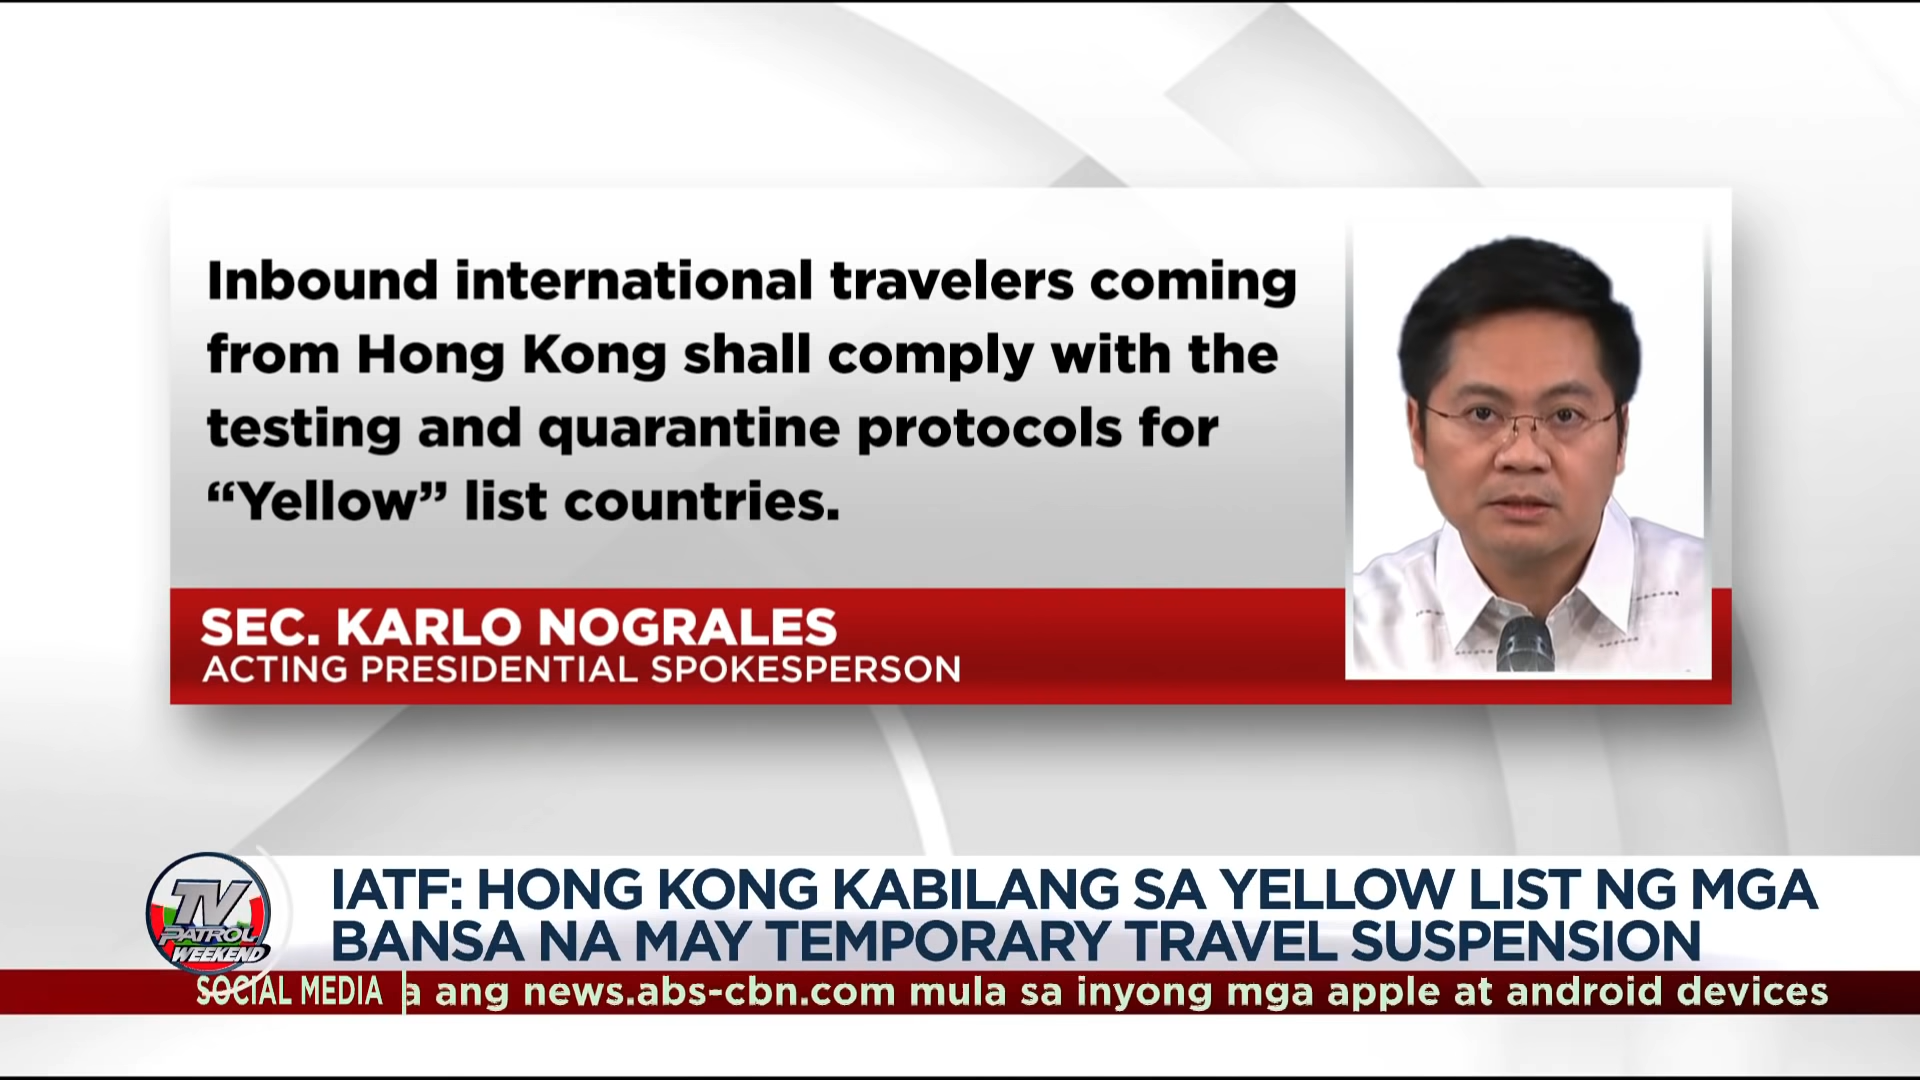 Inbound international travelers coming
from Hong Kong shall comply with the
testing and quarantine protocols for
“Yellow” list countries.
SEC. KARLO NOGRALES
ACTING PRESIDENTIAL SPOKESPERSON
TV
PATROL
WEEKEND
IATF: HONG KONG KABILANG SA YELLOW LIST NG MGA
BANSA NA MAY TEMPORARY TRAVEL SUSPENSION
SOCIAL MEDIA
a ang news.abs-cbn.com mula sa inyong mga apple at android devices